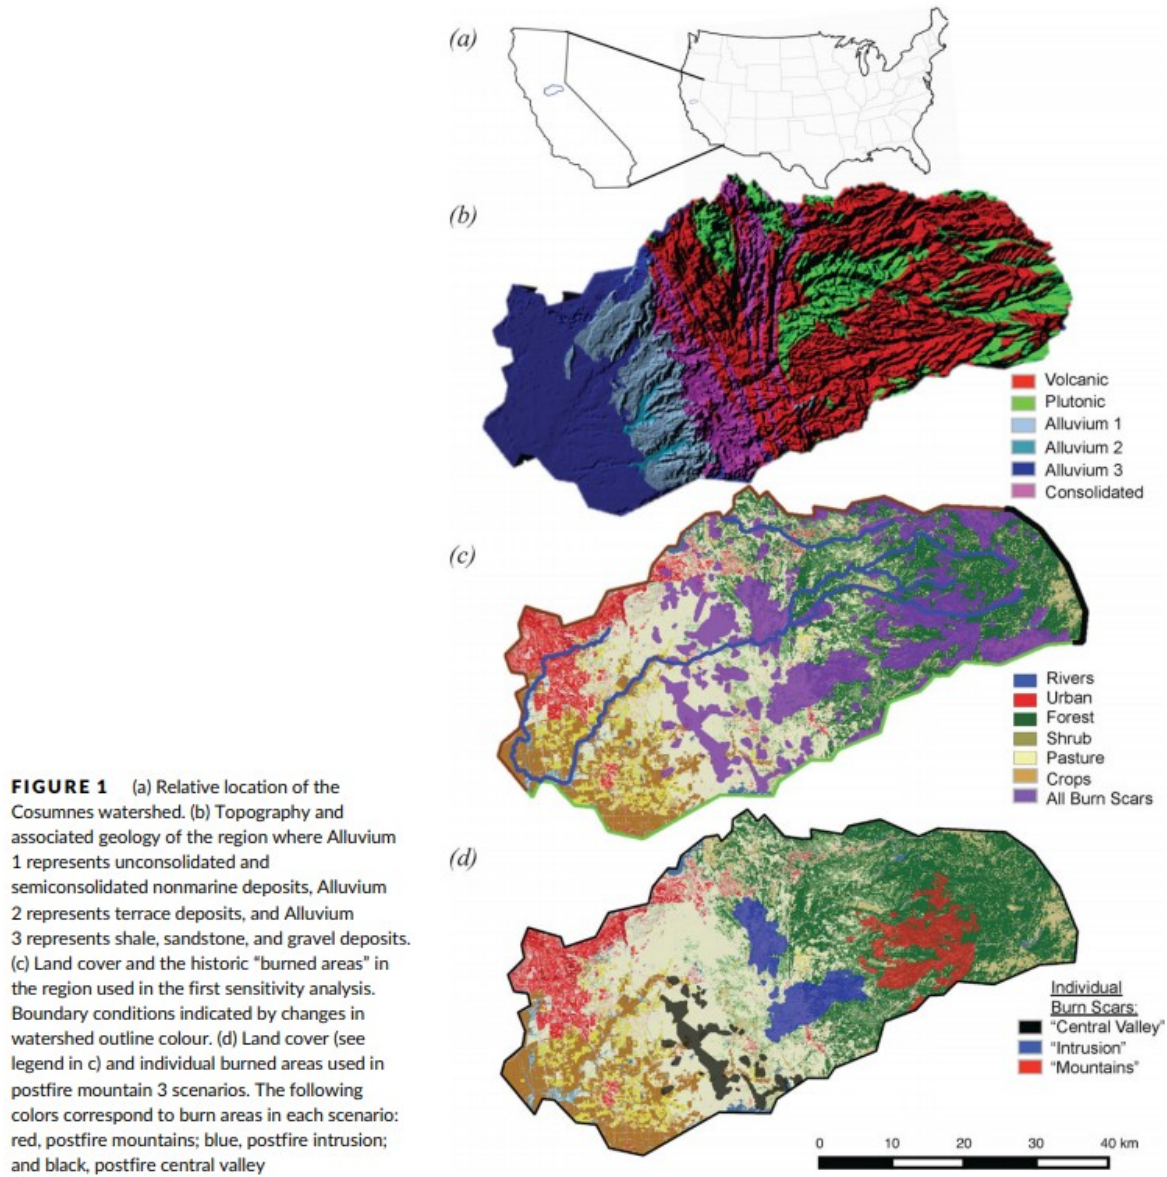 (a)
(b)
Volcanic
Plutonic
Alluvium 1
Alluvium 2
Alluvium 3
Consolidated
(c)
Rivers
Urban
Forest
Shrub
Pasture
Crops
All Burn Scars
(d)
Individual
Burn Scars:
"Central Valley"
"Intrusion"
"Mountains"
0 10 20 30 40 km
FIGURE 1 (a) Relative location of the
Cosumnes watershed. (b) Topography and
associated geology of the region where Alluvium
1 represents unconsolidated and
semiconsolidated nonmarine deposits, Alluvium
2 represents terrace deposits, and Alluvium
3 represents shale, sandstone, and gravel deposits.
(c) Land cover and the historic "burned areas" in
the region used in the first sensitivity analysis.
Boundary conditions indicated by changes in
watershed outline colour. (d) Land cover (see
legend in c) and individual burned areas used in
postfire mountain 3 scenarios. The following
colors correspond to burn areas in each scenario:
red, postfire mountains; blue, postfire intrusion;
and black, postfire central valley